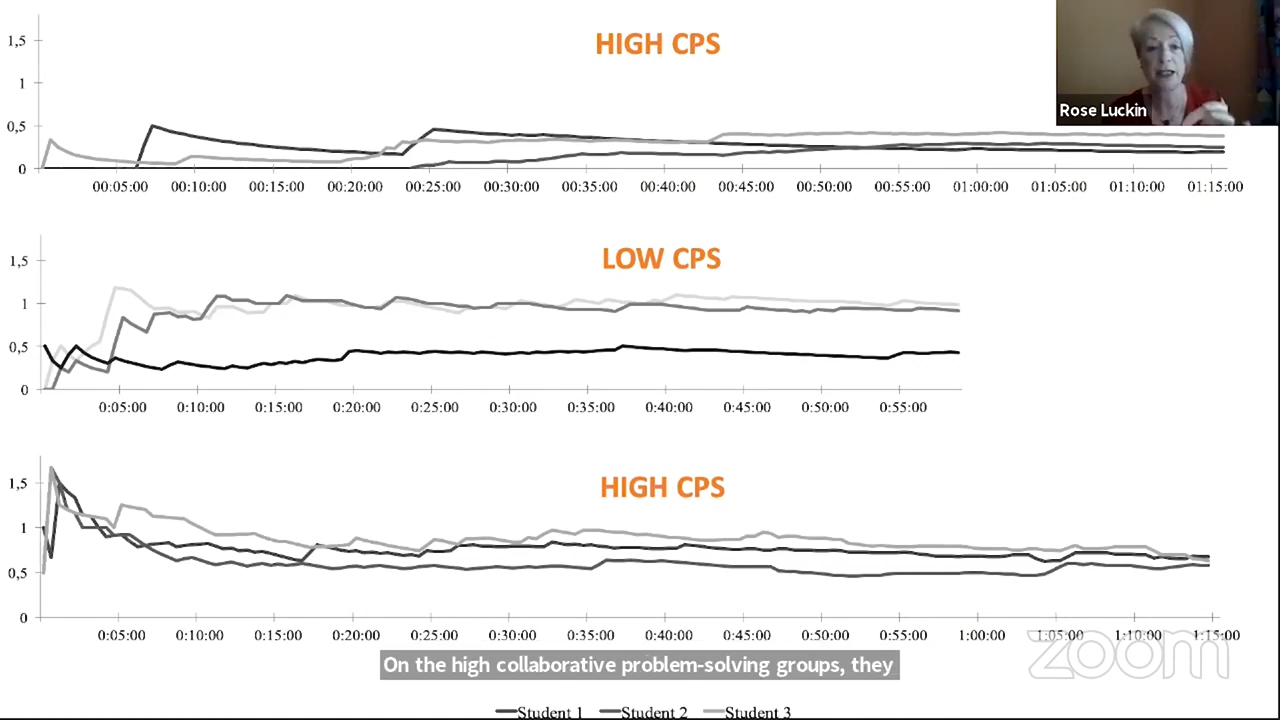 HIGH CPS
1,5
1
0,5
0
00:05:00 00:10:00 00:15:00 00:20:00 00:25:00 00:30:00 00:35:00 00:40:00 00:45:00 00:50:00 00:55:00 01:00:00 01:05:00 01:10:00 01:15:00
Rose Luckin
LOW CPS
1,5
1
0,5
0
0:05:00 0:10:00 0:15:00 0:20:00 0:25:00 0:30:00 0:35:00 0:40:00 0:45:00 0:50:00 0:55:00
HIGH CPS
1,5
1
0,5
0
0:05:00 0:10:00 0:15:00 0:20:00 0:25:00 0:30:00 0:35:00 0:40:00 0:45:00 0:50:00 0:55:00 1:00:00 1:05:00 1:10:00 1:15:00
zoom
On the high collaborative problem-solving groups, they
Student 1 Student 2 Student 3